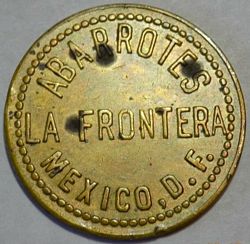 ABARROTES
LA FRONTERA
MEXICO, D.F.